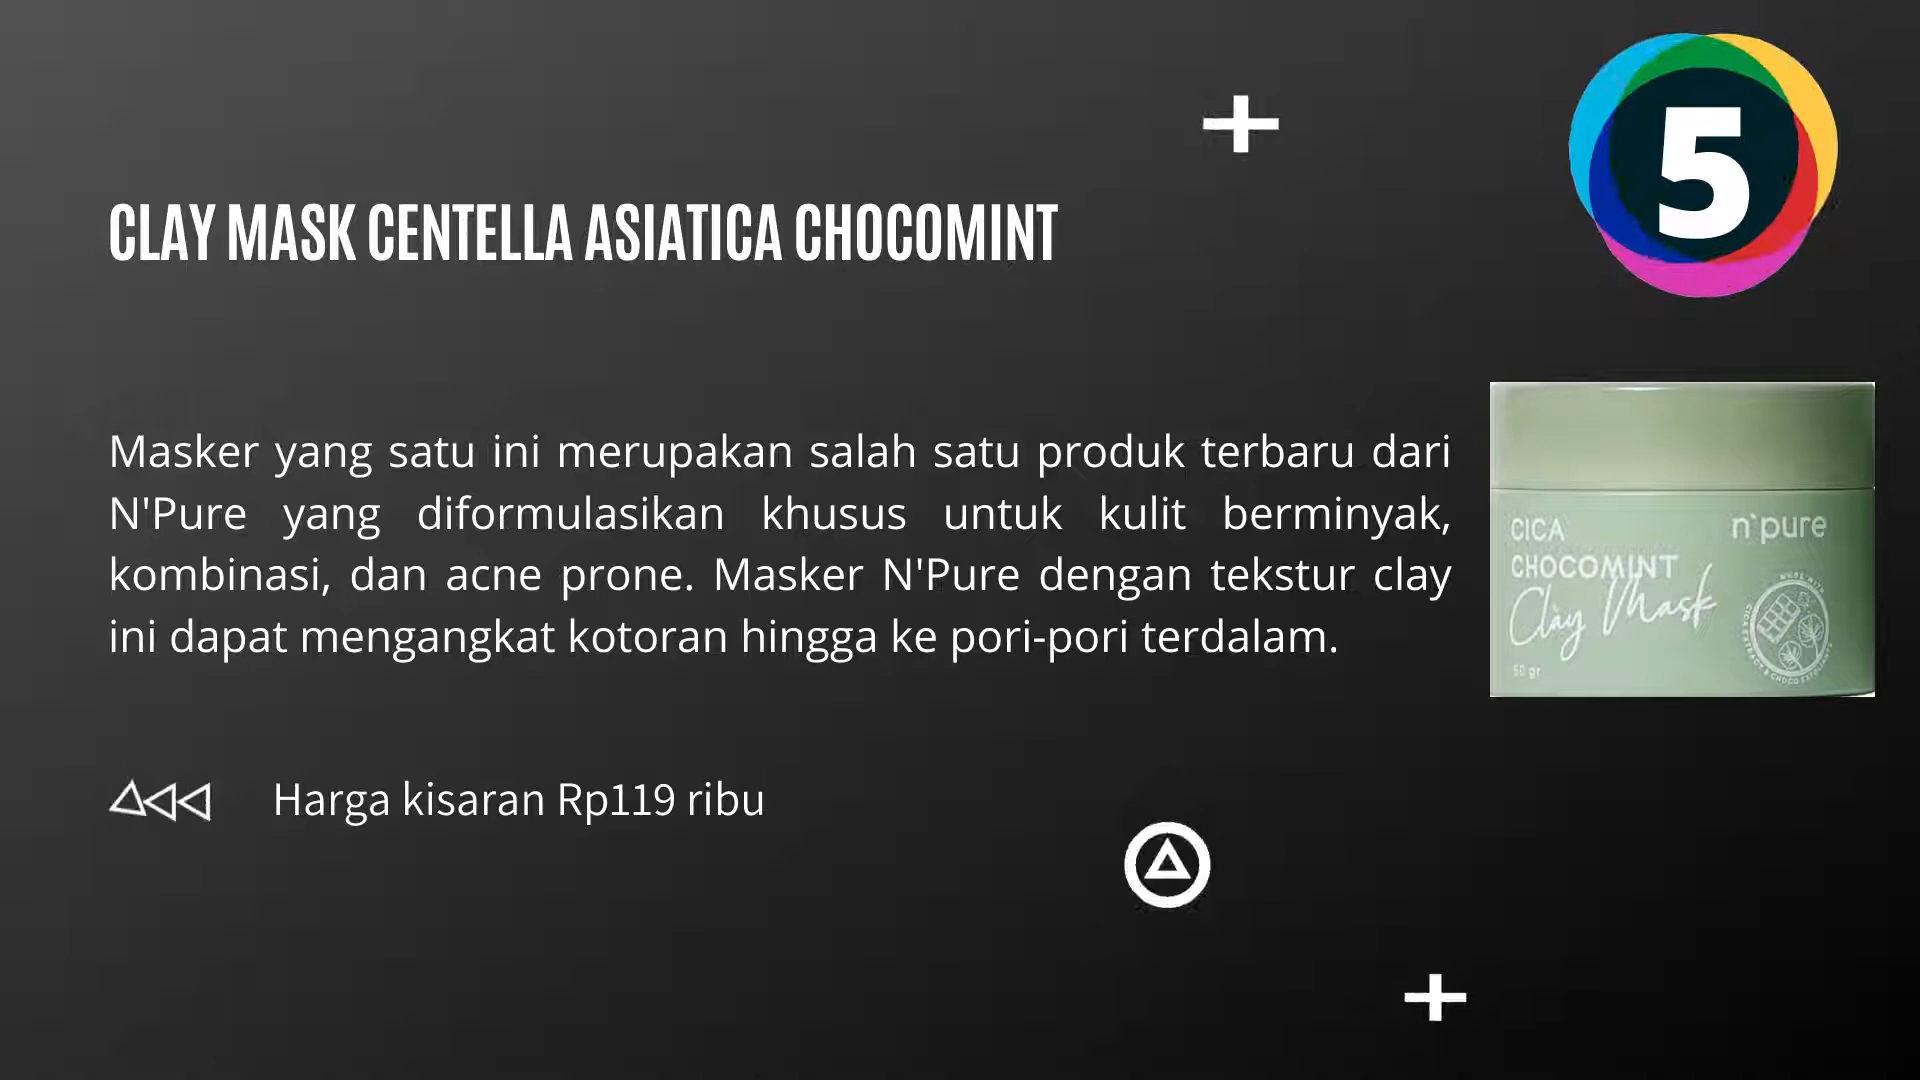 5
CLAY MASK CENTELLA ASIATICA CHOCOMINT
Masker yang satu ini merupakan salah satu produk terbaru dari
N'Pure yang diformulasikan khusus untuk kulit berminyak,
kombinasi, dan acne prone. Masker N'Pure dengan tekstur clay
ini dapat mengangkat kotoran hingga ke pori-pori terdalam.
CICA
n'pure
CHOCOMINT
Clay Mask
50 gr
Harga kisaran Rp119 ribu